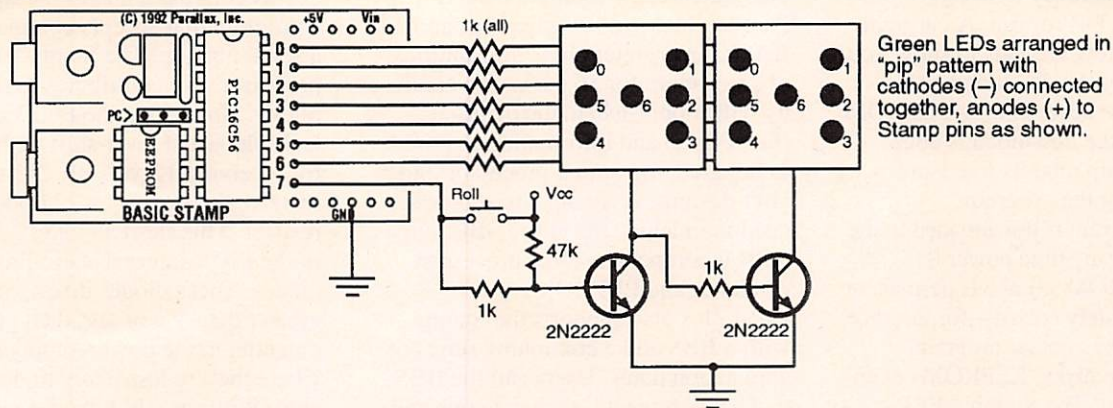 (C) 1992 Parallax, Inc.
+5V Vin
PIC16C56
PC>
EEPROM
BASIC STAMP
GND
0
1
2
3
4
5
6
7
1k (all)
Roll
Vcc
47k
1k
1k
2N2222
2N2222
0 1
5 6 2
4 3
0 1
5 6 2
4 3
Green LEDs arranged in
“pip” pattern with
cathodes (–) connected
together, anodes (+) to
Stamp pins as shown.